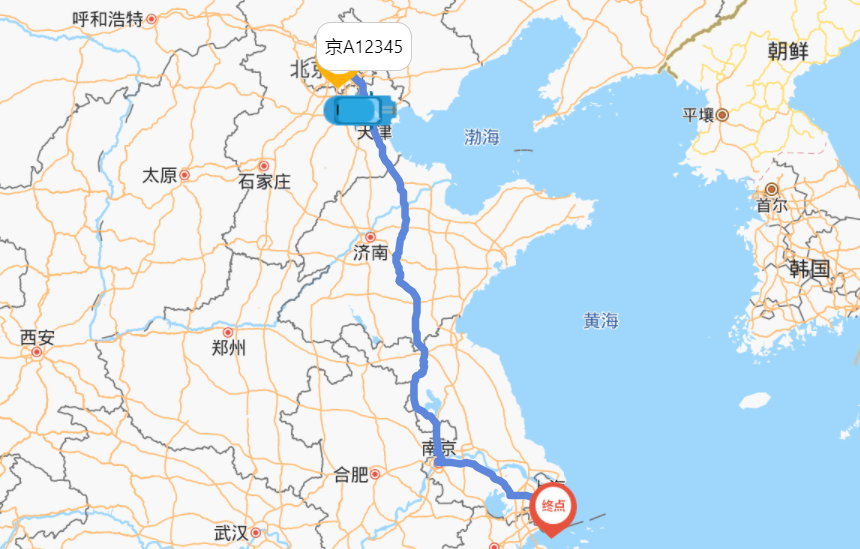 呼和浩特
京A12345
朝鲜
北京
平壤
天津
渤海
太原
石家庄
首尔
济南
韩国
黄海
西安
郑州
南京
合肥
上海
终点
武汉